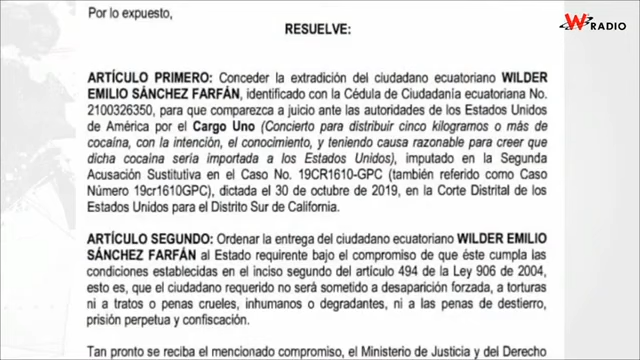 Por lo expuesto,
W RADIO
RESUELVE:
ARTÍCULO PRIMERO: Conceder la extradición del ciudadano ecuatoriano WILDER
EMILIO SÁNCHEZ FARFÁN, identificado con la Cédula de Ciudadanía ecuatoriana No.
2100326350, para que comparezca a juicio ante las autoridades de los Estados Unidos
de América por el Cargo Uno (Concierto para distribuir cinco kilogramos o más de
cocaína, con la intención, el conocimiento, y teniendo causa razonable para creer que
dicha cocaína sería importada a los Estados Unidos), imputado en la Segunda
Acusación Sustitutiva en el Caso No. 19CR1610-GPC (también referido como Caso
Número 19cr1610GPC), dictada el 30 de octubre de 2019, en la Corte Distrital de los
Estados Unidos para el Distrito Sur de California.
ARTÍCULO SEGUNDO: Ordenar la entrega del ciudadano ecuatoriano WILDER EMILIO
SÁNCHEZ FARFÁN al Estado requirente bajo el compromiso de que éste cumpla las
condiciones establecidas en el inciso segundo del artículo 494 de la Ley 906 de 2004,
esto es, que el ciudadano requerido no será sometido a desaparición forzada, a torturas
ni a tratos o penas crueles, inhumanos o degradantes, ni a las penas de destierro,
prisión perpetua y confiscación.
Tan pronto se reciba el mencionado compromiso, el Ministerio de Justicia y del Derecho